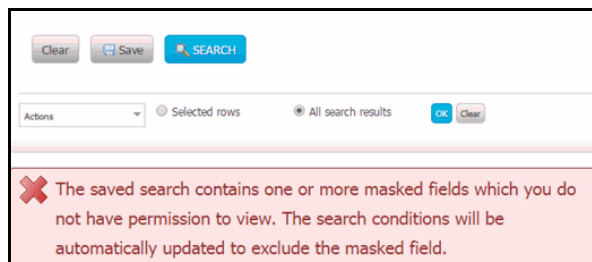 Clear Save SEARCH
Actions Selected rows All search results OK Clear
The saved search contains one or more masked fields which you do
not have permission to view. The search conditions will be
automatically updated to exclude the masked field.